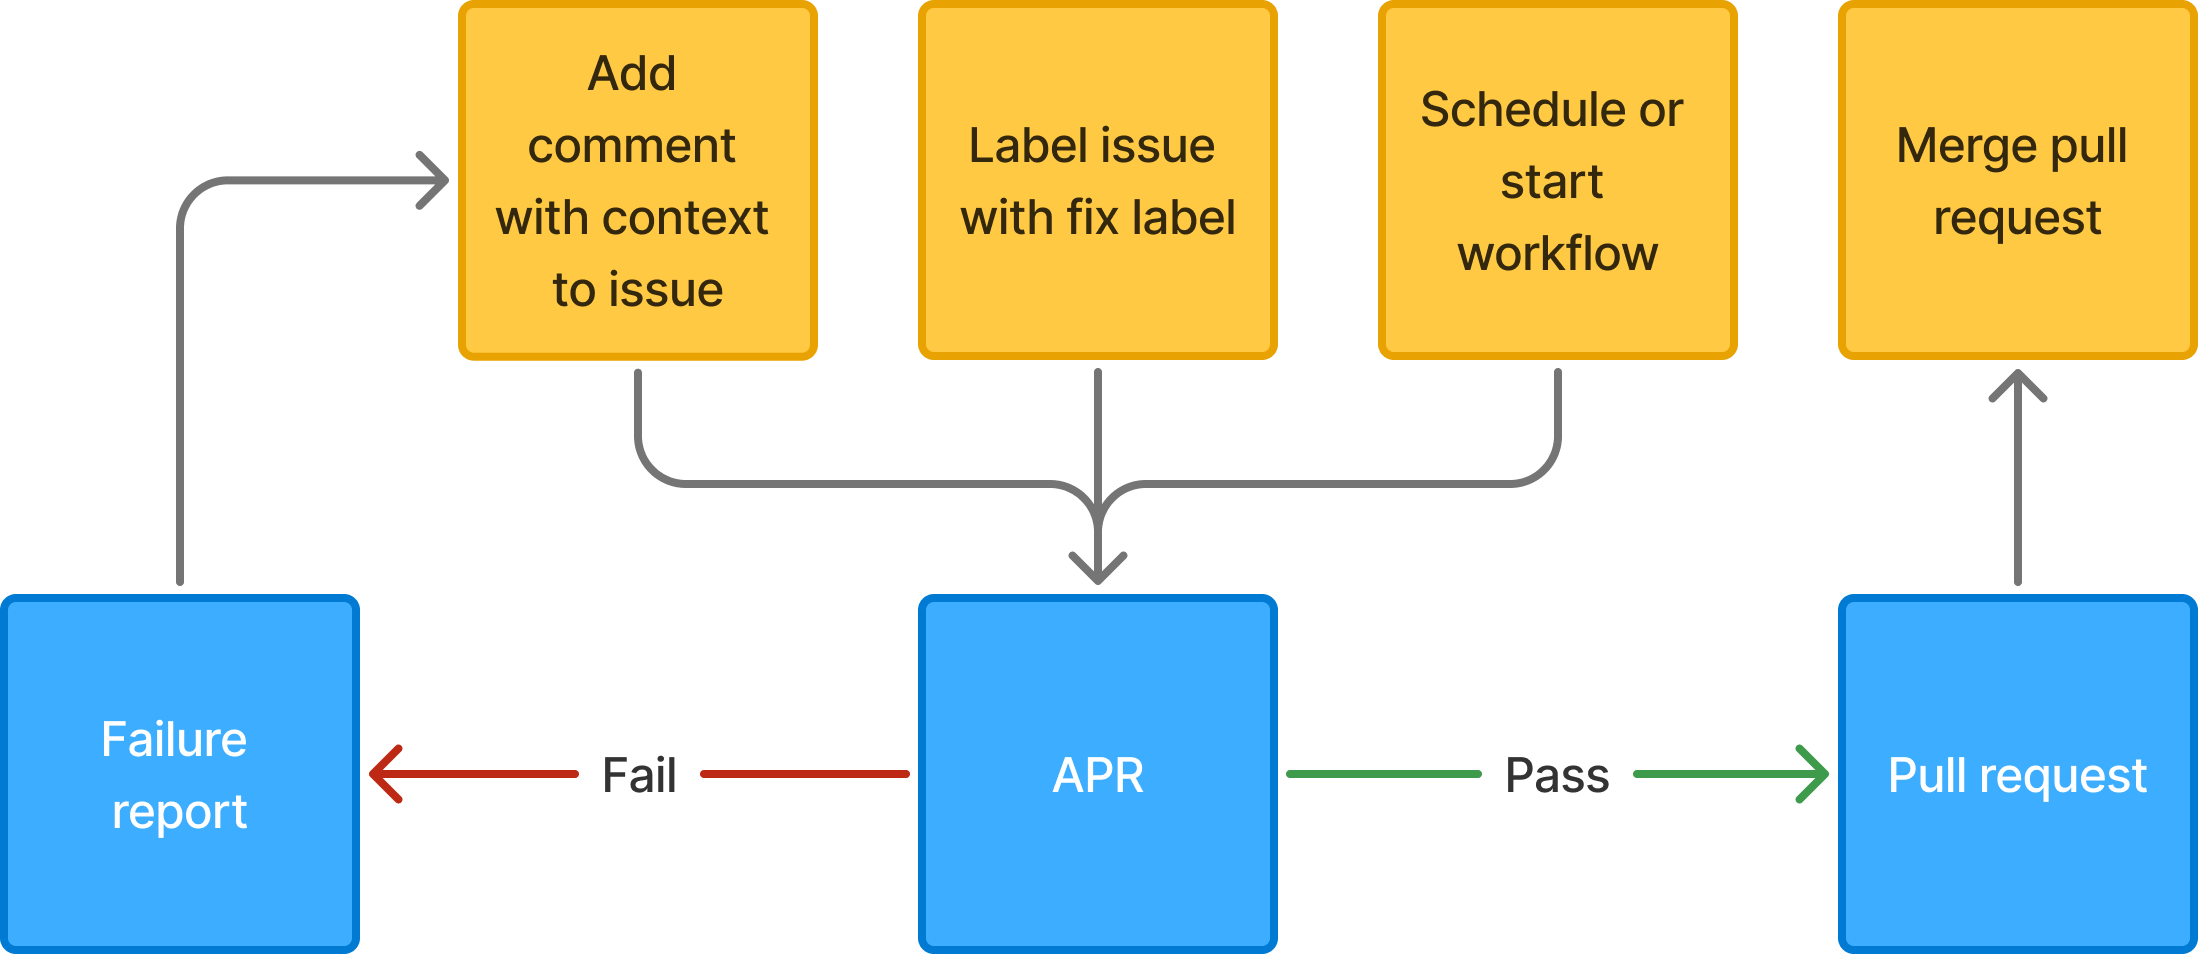 Add
comment
with context
to issue
Label issue
with fix label
Schedule or
start
workflow
Merge pull
request
Failure
report
Fail
APR
Pass
Pull request